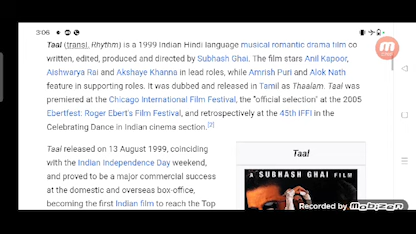 3:06
Taal (transl. Rhythm) is a 1999 Indian Hindi language musical romantic drama film co
written, edited, produced and directed by Subhash Ghai. The film stars Anil Kapoor,
Aishwarya Rai and Akshaye Khanna in lead roles, while Amrish Puri and Alok Nath
feature in supporting roles. It was dubbed and released in Tamil as Thaalam. Taal was
premiered at the Chicago International Film Festival, the "official selection" at the 2005
Ebertfest: Roger Ebert's Film Festival, and retrospectively at the 45th IFFI in the
Celebrating Dance in Indian cinema section.[2]
Taal released on 13 August 1999, coinciding
with the Indian Independence Day weekend,
and proved to be a major commercial success
at the domestic and overseas box-office,
becoming the first Indian film to reach the Top
Taal
A SUBHASH GHAI FILM
Recorded by Mobizen